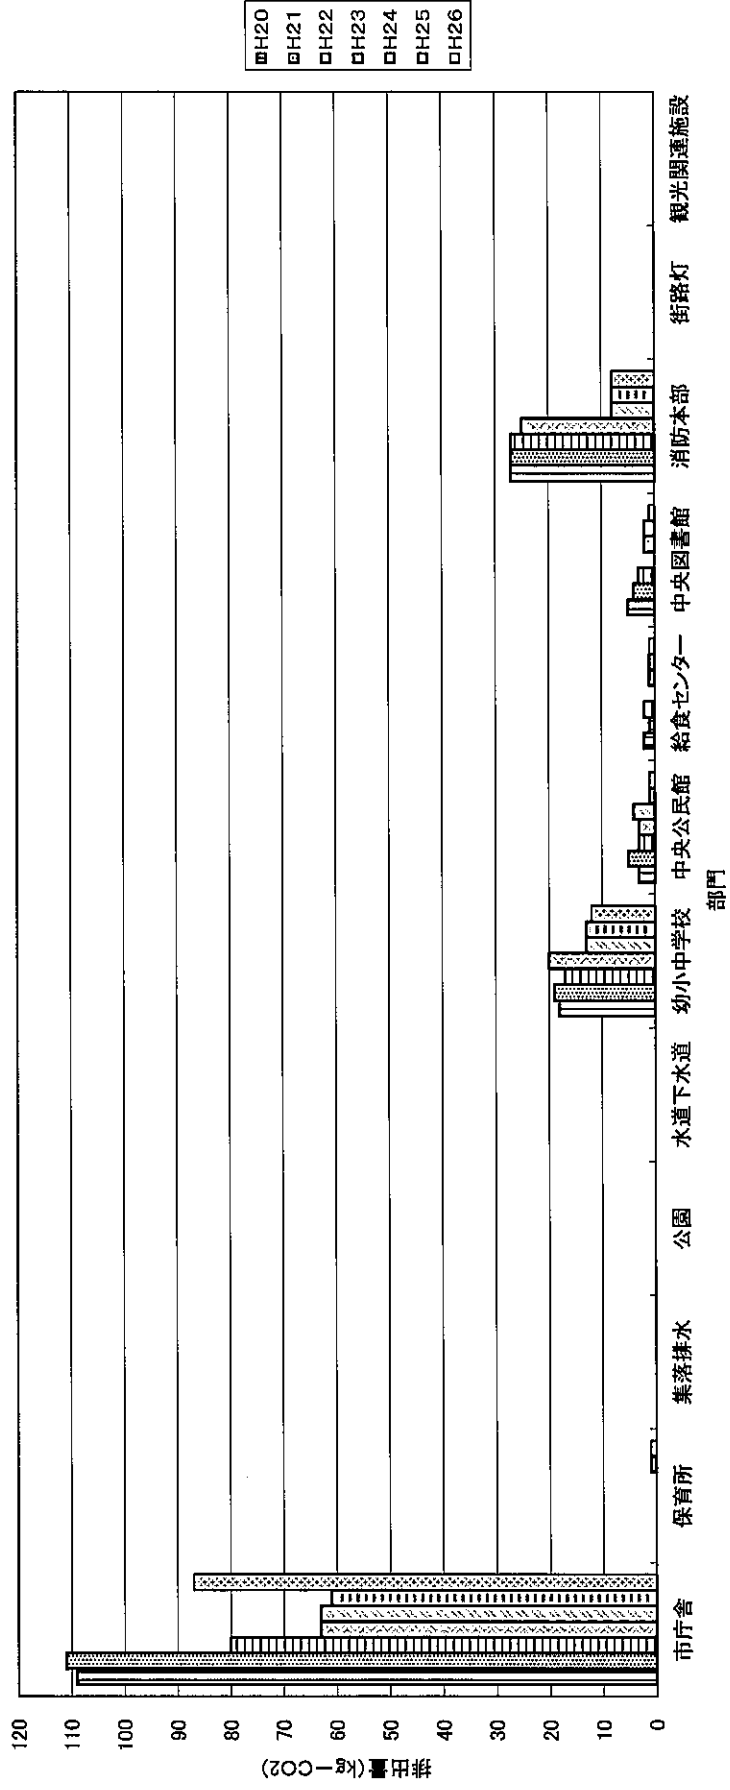 H20
H21
H22
H23
H24
H25
H26
排出量(kg－CO2)
120
110
100
90
80
70
60
50
40
30
20
10
0
市庁舎
保育所
集落排水
公園
水道下水道
幼小中学校
中央公民館
給食センター
中央図書館
消防本部
街路灯
観光関連施設
部門